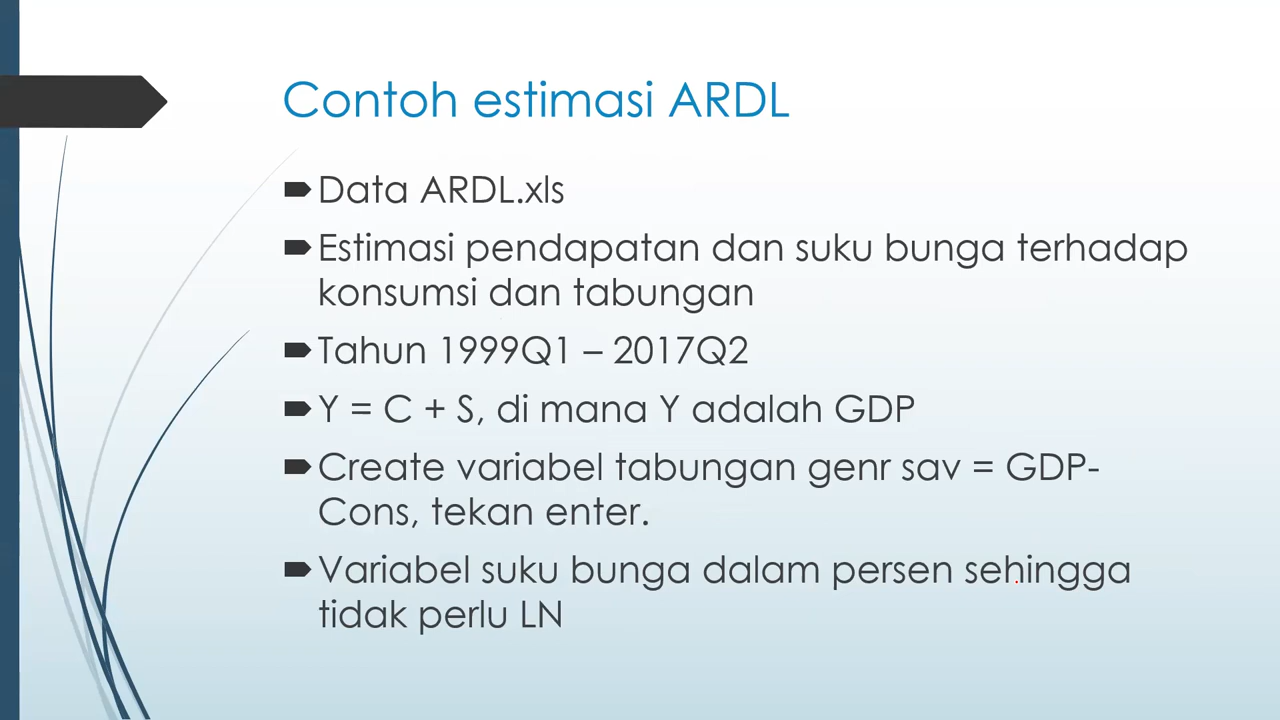 Contoh estimasi ARDL
Data ARDL.xls
Estimasi pendapatan dan suku bunga terhadap
konsumsi dan tabungan
Tahun 1999Q1 – 2017Q2
Y = C + S, di mana Y adalah GDP
Create variabel tabungan genr sav = GDP-
Cons, tekan enter.
Variabel suku bunga dalam persen sehingga
tidak perlu LN